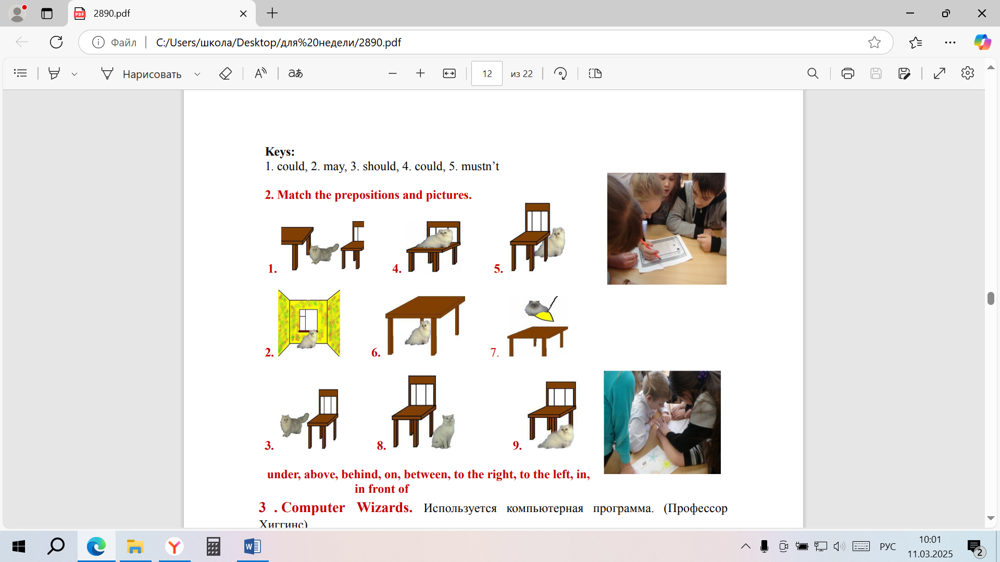 2890.pdf
Файл
C:/Users/школа/Desktop/для%20недели/2890.pdf
Нарисовать
12
из 22
Keys:
1. could, 2. may, 3. should, 4. could, 5. mustn’t
2. Match the prepositions and pictures.
1.
4.
5.
2.
6.
7.
3.
8.
9.
under, above, behind, on, between, to the right, to the left, in,
in front of
3 . Computer Wizards. Используется компьютерная программа. (Профессор
Хиггинс)
РУС
10:01
11.03.2025
2